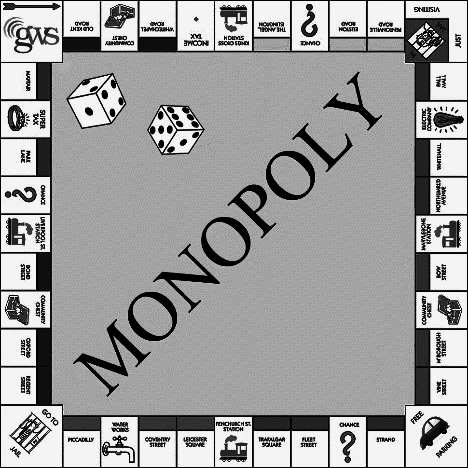 gws
OLD KENT
ROAD
COMMUNITY
CHEST
WHITECHAPEL
ROAD
INCOME
TAX
KINGS CROSS
STATION
THE ANGEL
ISLINGTON
CHANCE
EUSTON
ROAD
PENTONVILLE
ROAD
JUST
VISITING
PALL
MALL
ELECTRIC
COMPANY
WHITEHALL
AVENUE
MARYLEBONE
STATION
BOW
STREET
COMMUNITY
CHEST
M'BOROUGH
STREET
VINE
STREET
FREE
PARKING
STRAND
CHANCE
FLEET
STREET
TRAFALGAR
SQUARE
FENCHURCH ST.
STATION
LEICESTER
SQUARE
COVENTRY
STREET
WATER
WORKS
PICCADILLY
GO TO
JAIL
REGENT
STREET
OXFORD
STREET
COMMUNITY
CHEST
BOND
STREET
LIVERPOOL ST.
STATION
CHANCE
PARK
LANE
SUPER
TAX
MAYFAIR
MONOPOLY